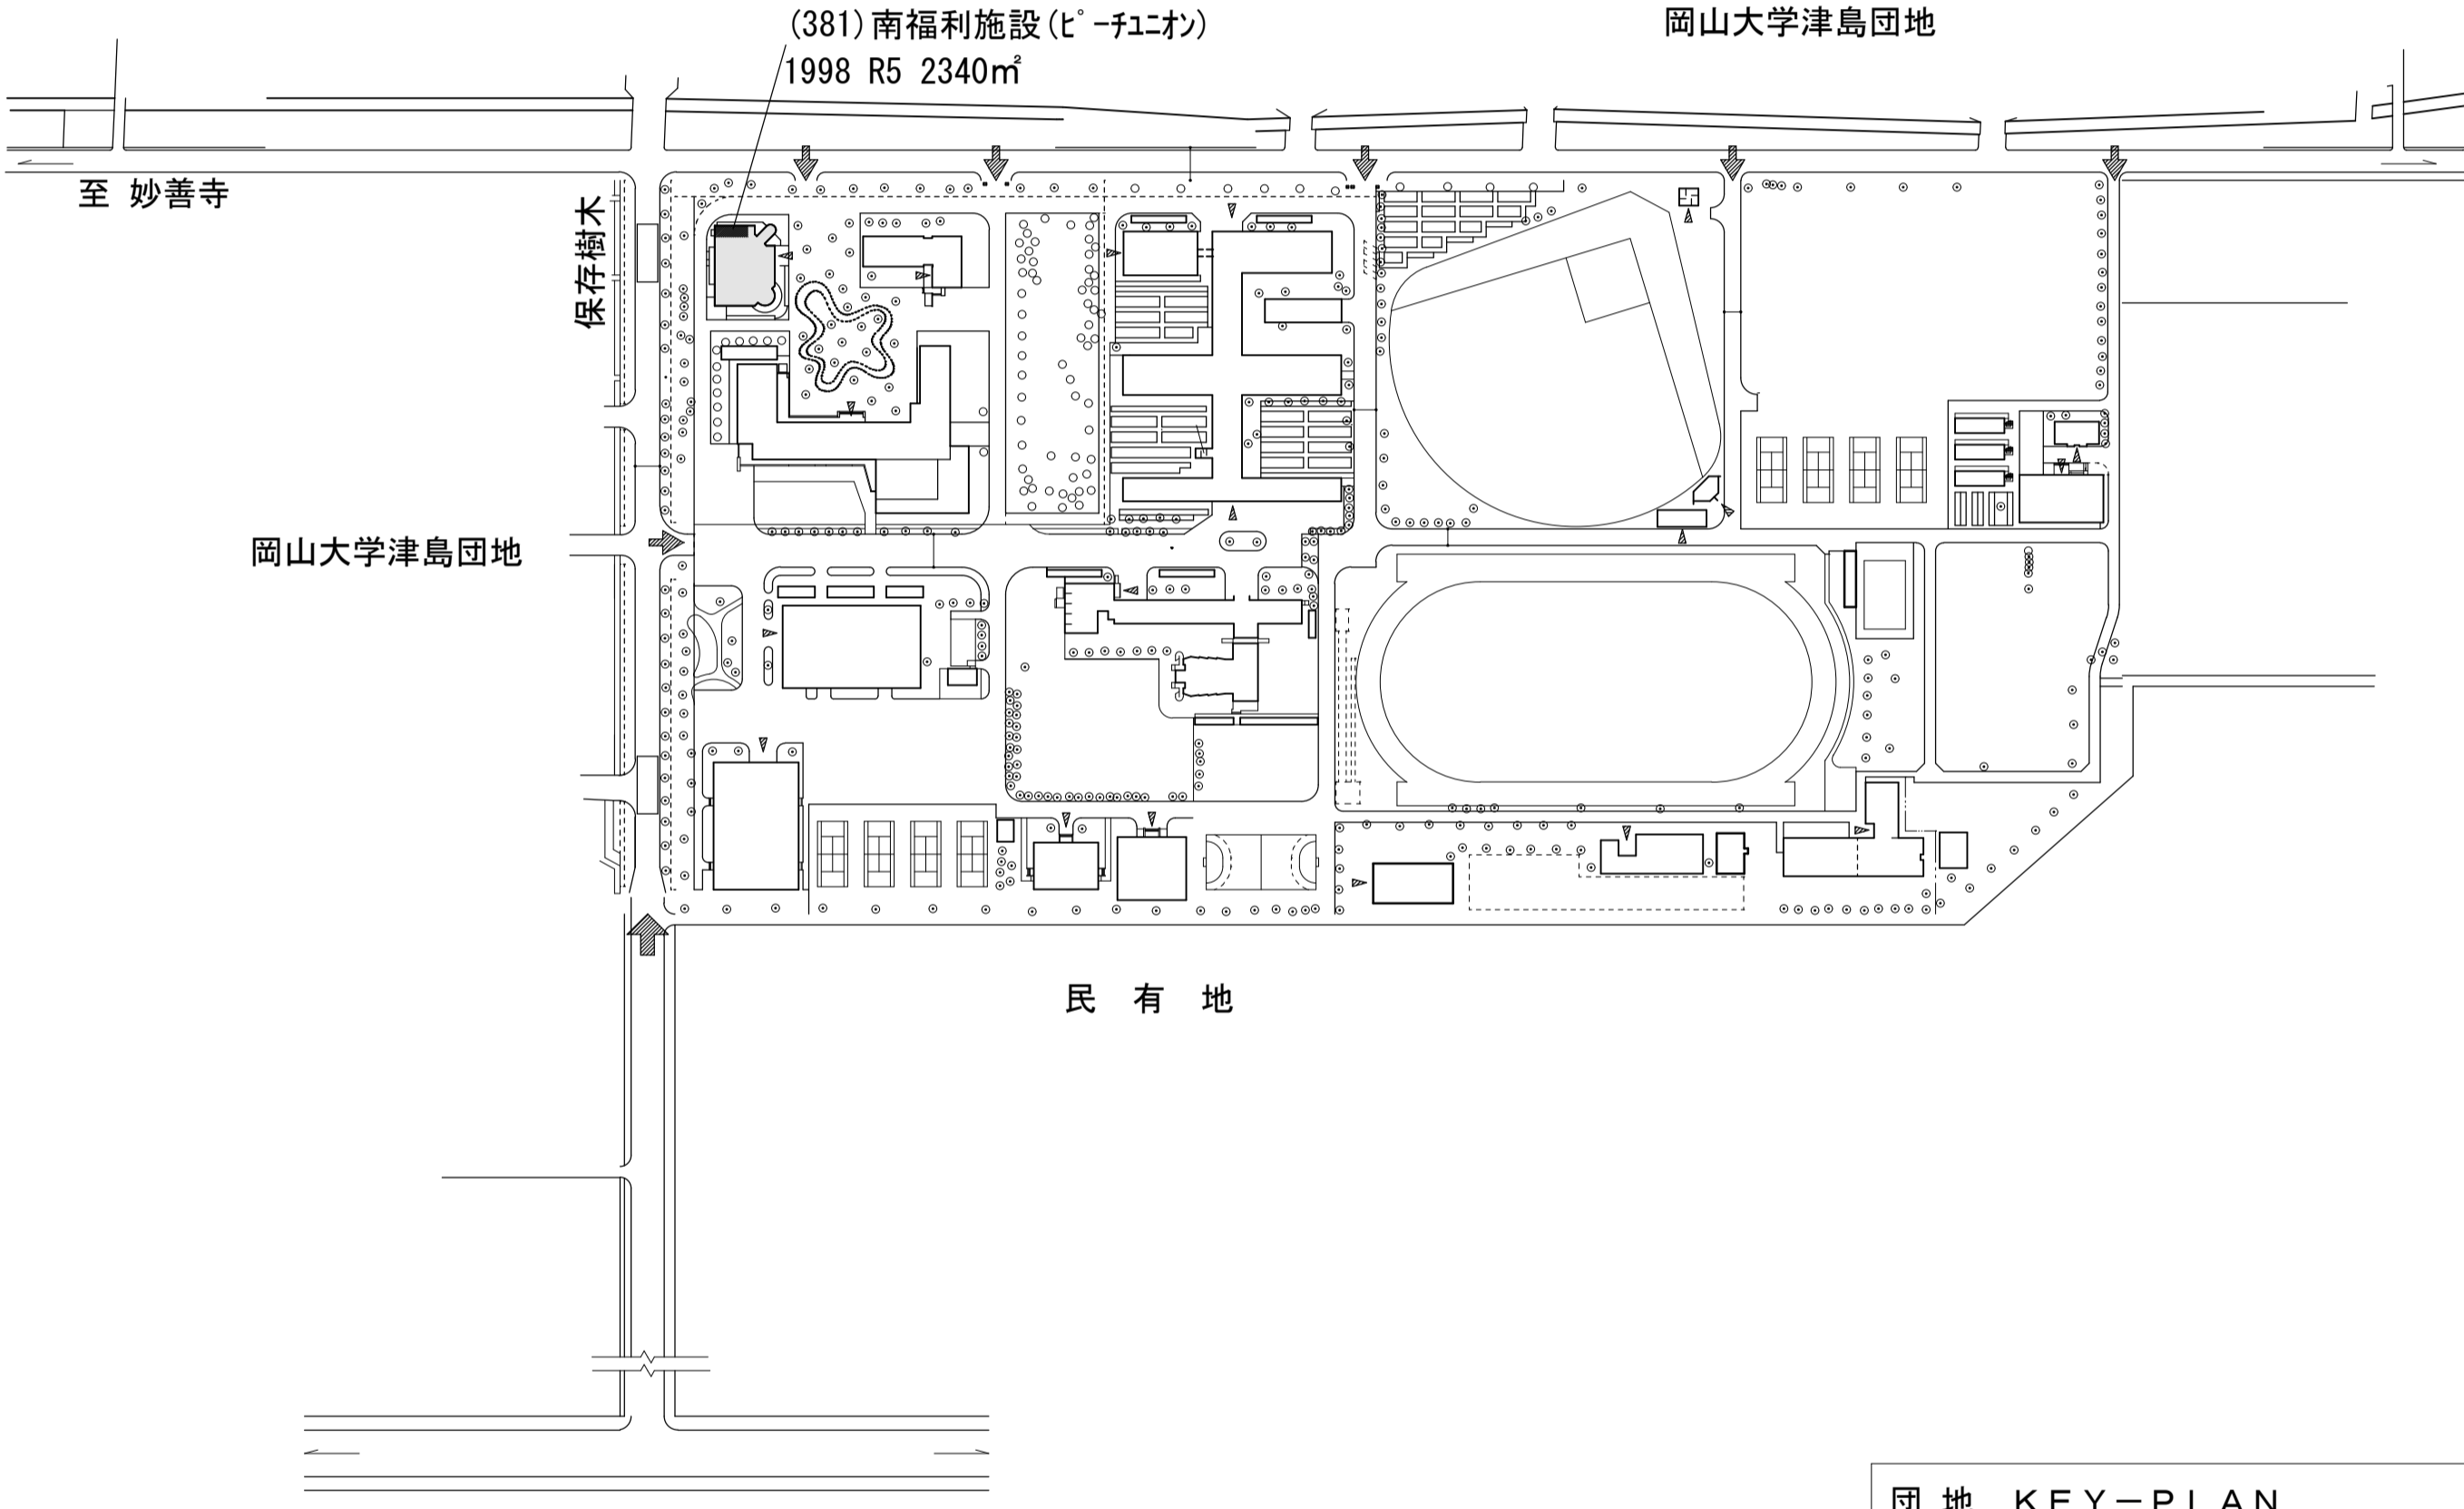 (381)南福利施設(ﾋﾟｰﾁﾕﾆｵﾝ)
1998 R5 2340㎡
岡山大学津島団地
至 妙善寺
保存樹木
岡山大学津島団地
民 有 地
団 地 KEY−PLAN